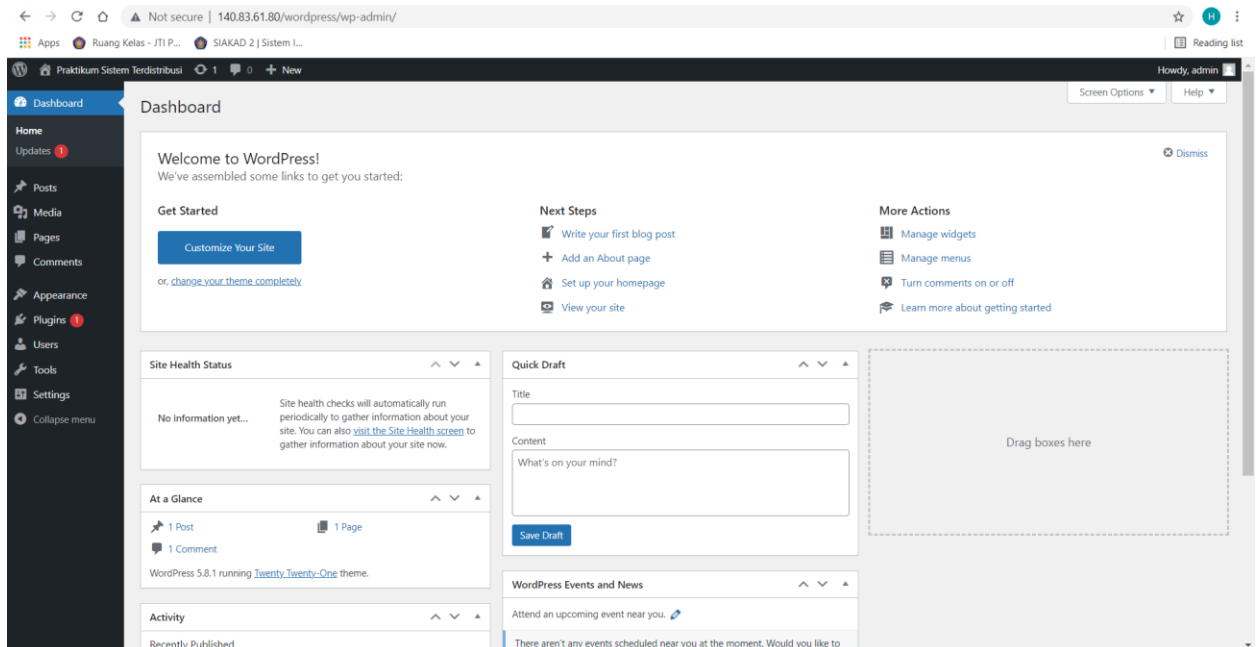 Not secure | 140.83.61.80/wordpress/wp-admin/
H
Apps Ruang Kelas - JTI P... SIAKAD 2 | Sistem I... Reading list
Praktikum Sistem Terdistribusi 1 0 + New Howdy, admin
Dashboard
Home
Updates 1
Posts
Media
Pages
Comments
Appearance
Plugins 1
Users
Tools
Settings
Collapse menu
Screen Options ▼ Help ▼
Dashboard
Welcome to WordPress!
Dismiss
We've assembled some links to get you started:
Get Started
Customize Your Site
or, change your theme completely
Next Steps
Write your first blog post
Add an About page
Set up your homepage
View your site
More Actions
Manage widgets
Manage menus
Turn comments on or off
Learn more about getting started
Site Health Status
No information yet...
Site health checks will automatically run
periodically to gather information about your
site. You can also visit the Site Health screen to
gather information about your site now.
At a Glance
1 Post 1 Page
1 Comment
WordPress 5.8.1 running Twenty Twenty-One theme.
Activity
Recently Published
Quick Draft
Title
Content
What's on your mind?
Save Draft
WordPress Events and News
Attend an upcoming event near you.
There aren't any events scheduled near you at the moment. Would you like to
Drag boxes here